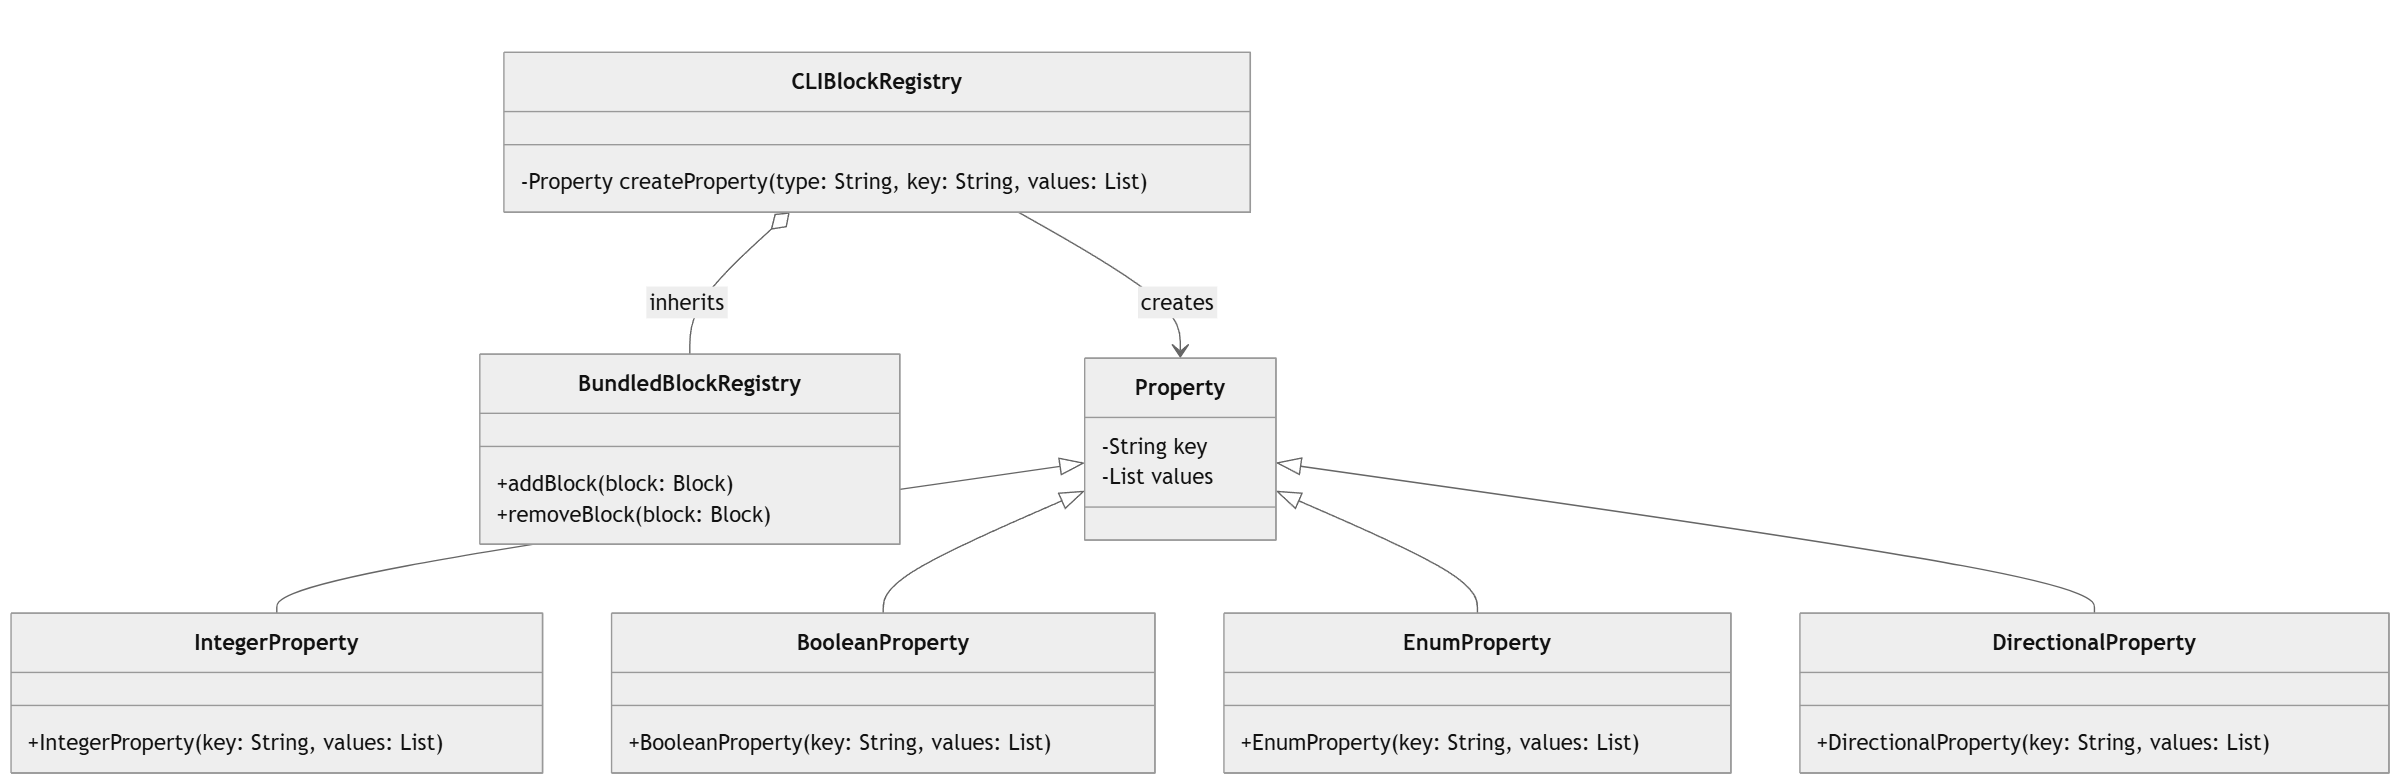 CLIBlockRegistry
-Property createProperty(type: String, key: String, values: List)
inherits
creates
BundledBlockRegistry
+addBlock(block: Block)
+removeBlock(block: Block)
Property
-String key
-List values
IntegerProperty
+IntegerProperty(key: String, values: List)
BooleanProperty
+BooleanProperty(key: String, values: List)
EnumProperty
+EnumProperty(key: String, values: List)
DirectionalProperty
+DirectionalProperty(key: String, values: List)